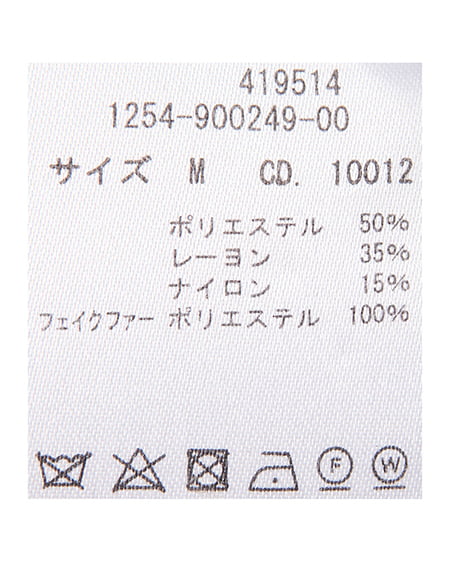 419514
1254-900249-00
サイズ M CD. 10012
ポリエステル 50%
レーヨン 35%
ナイロン 15%
フェイクファー ポリエステル 100%
F W